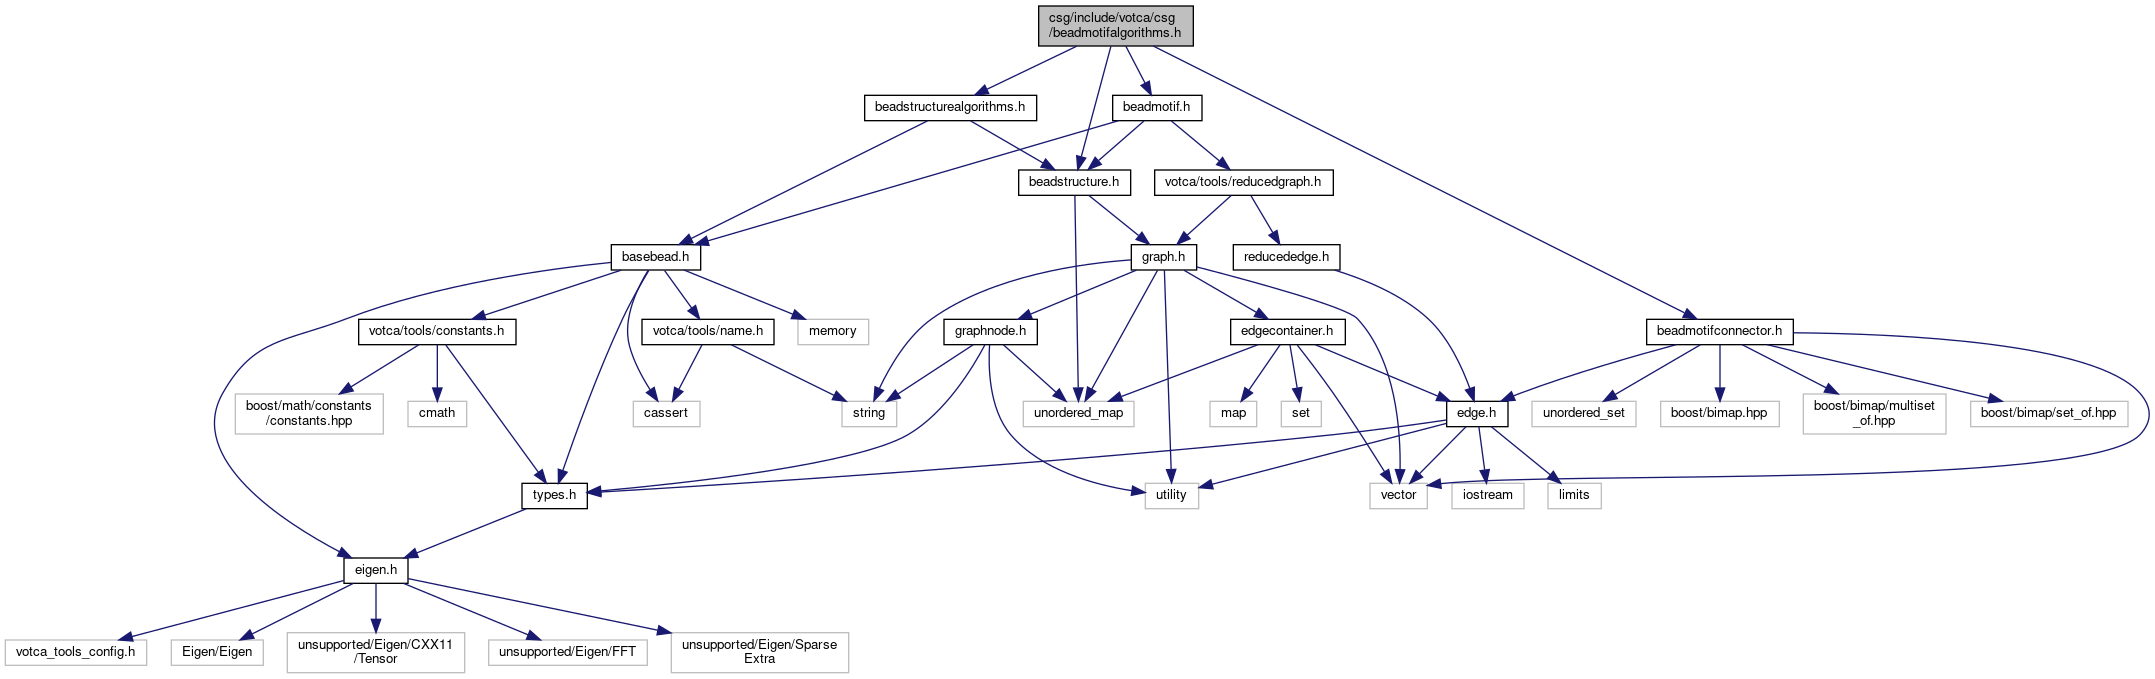 csg/include/votca/csg
/beadmotifalgorithms.h
beadstructurealgorithms.h
beadmotif.h
beadstructure.h
votca/tools/reducedgraph.h
basebead.h
graph.h
reducededge.h
votca/tools/constants.h
votca/tools/name.h
memory
graphnode.h
edgecontainer.h
beadmotifconnector.h
boost/math/constants
/constants.hpp
cmath
cassert
string
unordered_map
map
set
edge.h
unordered_set
boost/bimap.hpp
boost/bimap/multiset
_of.hpp
boost/bimap/set_of.hpp
types.h
utility
vector
iostream
limits
eigen.h
votca_tools_config.h
Eigen/Eigen
unsupported/Eigen/CXX11
/Tensor
unsupported/Eigen/FFT
unsupported/Eigen/Sparse
Extra